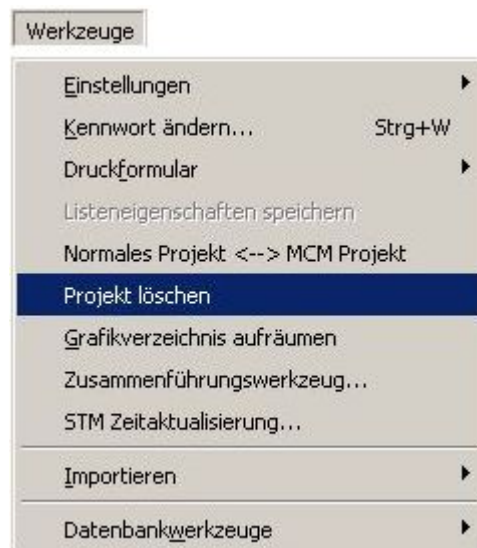 Werkzeuge
Einstellungen
Kennwort ändern... Strg+W
Druckformular
Listeneigenschaften speichern
Normales Projekt <--> MCM Projekt
Projekt löschen
Grafikverzeichnis aufräumen
Zusammenführungswerkzeug...
STM Zeitaktualisierung...
Importieren
Datenbankwerkzeuge